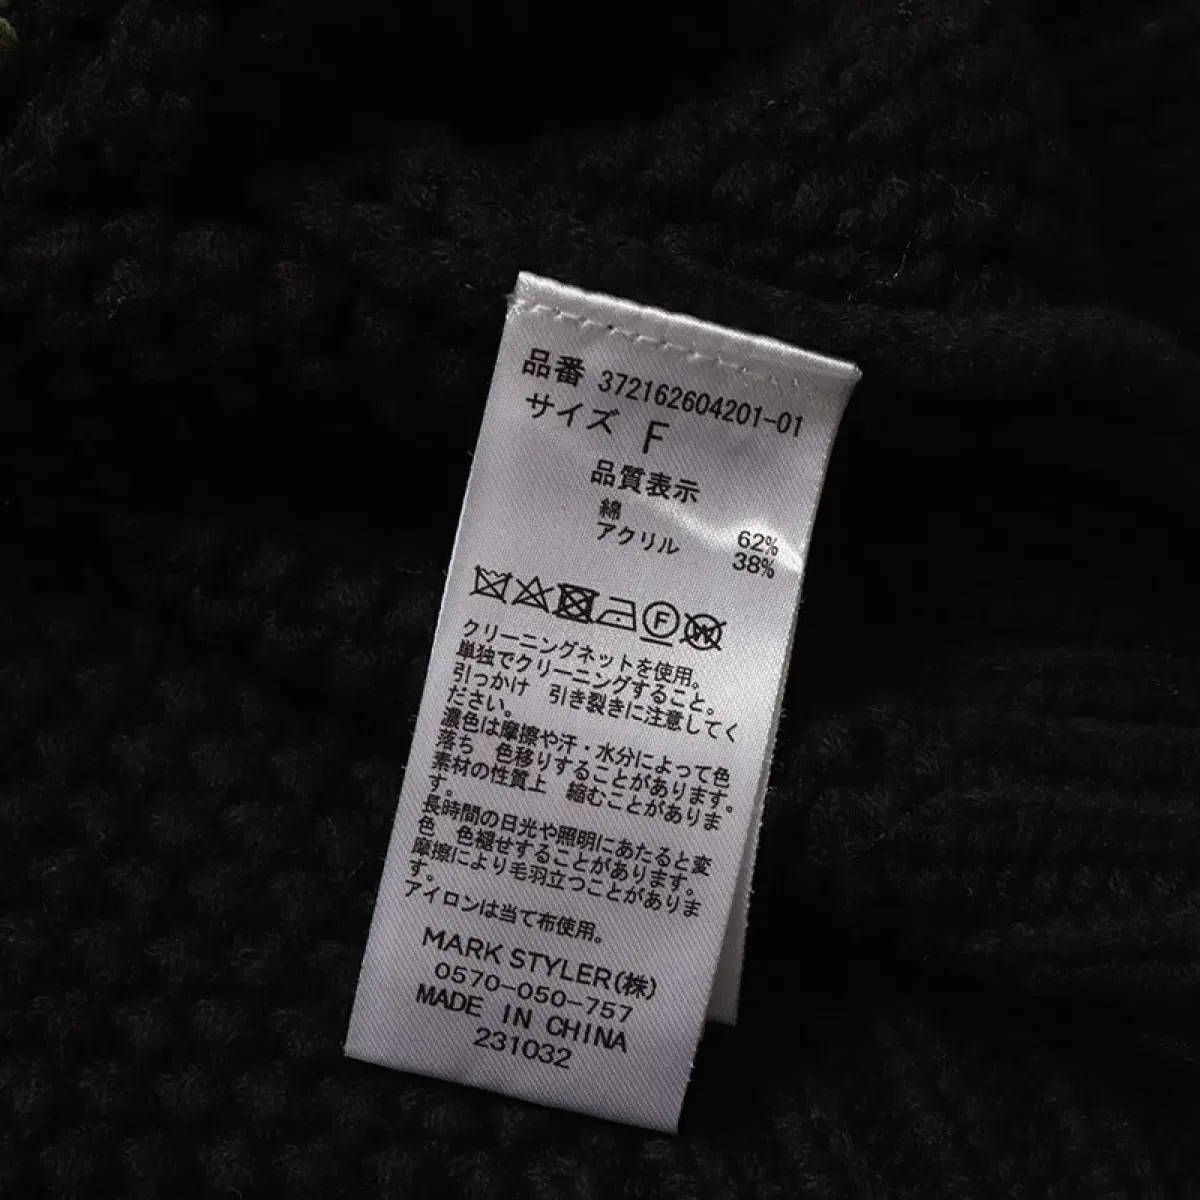 品番 372162604201-01
サイズ F
品質表示
綿 62%
アクリル 38%
F W
クリーニングネットを使用。
単独でクリーニングすること。
引っかけ 引き裂きに注意してく
ださい。
濃色は摩擦や汗・水分によって色
落ち 色移りすることがあります。
素材の性質上 縮むことがありま
す。
長時間の日光や照明にあたると変
色 色褪せすることがあります。
摩擦により毛羽立つことがありま
す。
アイロンは当て布使用。
MARK STYLER(株)
0570-050-757
MADE IN CHINA
231032